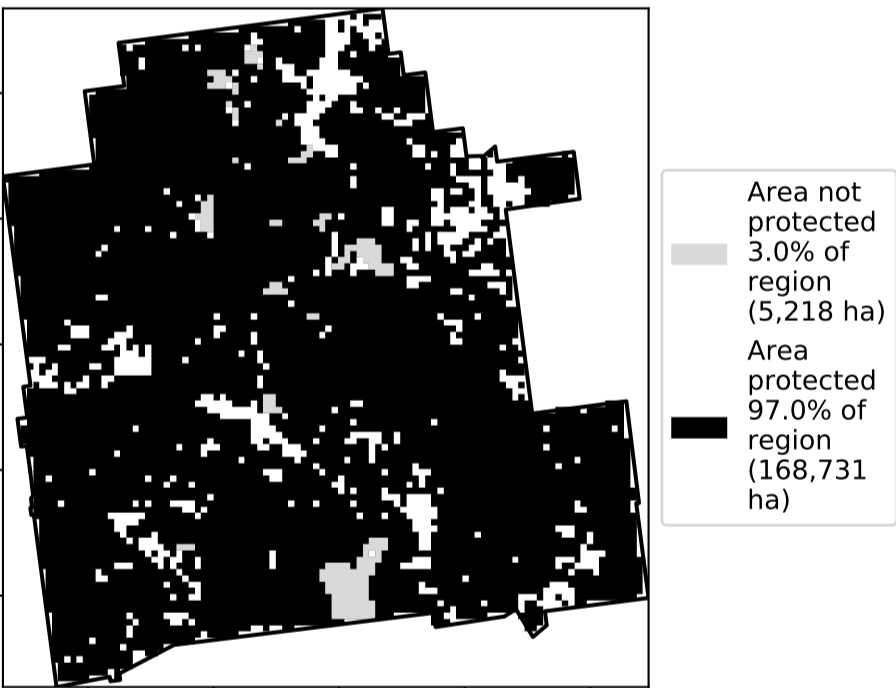 Area not
protected
3.0% of
region
(5,218 ha)
Area
protected
97.0% of
region
(168,731
ha)